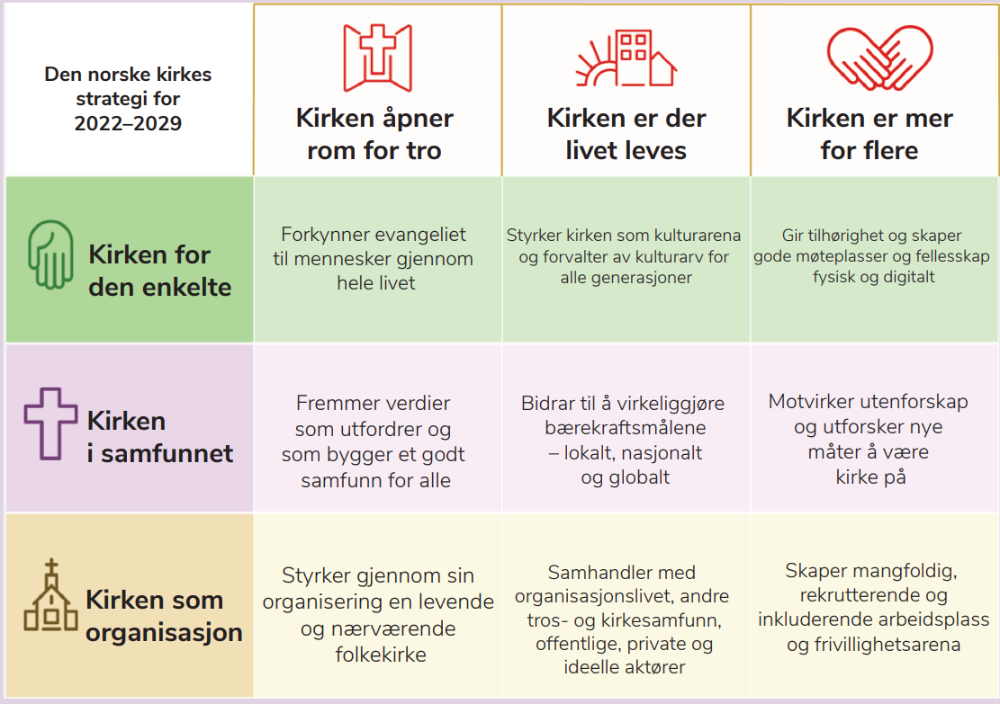 Den norske kirkes
strategi for
2022–2029
Kirken åpner
rom for tro
Kirken er der
livet leves
Kirken er mer
for flere
Kirken for
den enkelte
Forkynner evangeliet
til mennesker gjennom
hele livet
Styrker kirken som kulturarena
og forvalter av kulturarv for
alle generasjoner
Gir tilhørighet og skaper
gode møteplasser og fellesskap
fysisk og digitalt
Kirken
i samfunnet
Fremmer verdier
som utfordrer og
som bygger et godt
samfunn for alle
Bidrar til å virkeliggjøre
bærekraftsmålene
– lokalt, nasjonalt
og globalt
Motvirker utenforskap
og utforsker nye
måter å være
kirke på
Kirken som
organisasjon
Styrker gjennom sin
organisering en levende
og nærværende
folkekirke
Samhandler med
organisasjonslivet, andre
tros- og kirkesamfunn,
offentlige, private og
ideelle aktører
Skaper mangfoldig,
rekrutterende og
inkluderende arbeidsplass
og frivillighetsarena